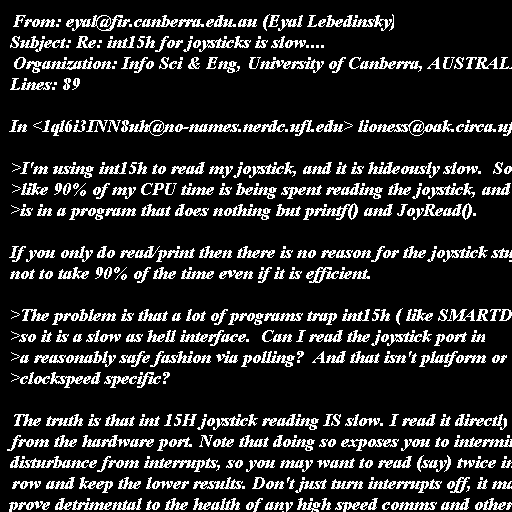 From: eyal@fir.canberra.edu.au (Eyal Lebedinsky)
Subject: Re: int15h for joysticks is slow....
Organization: Info Sci & Eng, University of Canberra, AUSTRAL
Lines: 89
In <1ql6i3INN8uh@no-names.nerdc.ufl.edu> lioness@oak.circa.uf
>I'm using int15h to read my joystick, and it is hideously slow. So
>like 90% of my CPU time is being spent reading the joystick, and
>is in a program that does nothing but printf() and JoyRead().
If you only do read/print then there is no reason for the joystick stu
not to take 90% of the time even if it is efficient.
>The problem is that a lot of programs trap int15h ( like SMARTD
>so it is a slow as hell interface. Can I read the joystick port in
>a reasonably safe fashion via polling? And that isn't platform or
>clockspeed specific?
The truth is that int 15H joystick reading IS slow. I read it directly
from the hardware port. Note that doing so exposes you to intermi
disturbance from interrupts, so you may want to read (say) twice in
row and keep the lower results. Don't just turn interrupts off, it ma
prove detrimental to the health of any high speed comms and other